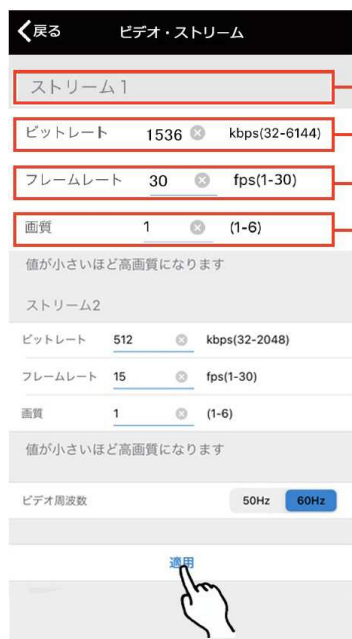 戻る ビデオ・ストリーム
ストリーム1
ビットレート 1536 kbps(32-6144)
フレームレート 30 fps(1-30)
画質 1 (1-6)
値が小さいほど高画質になります
ストリーム2
ビットレート 512 kbps(32-2048)
フレームレート 15 fps(1-30)
画質 1 (1-6)
値が小さいほど高画質になります
ビデオ周波数 50Hz 60Hz
適用